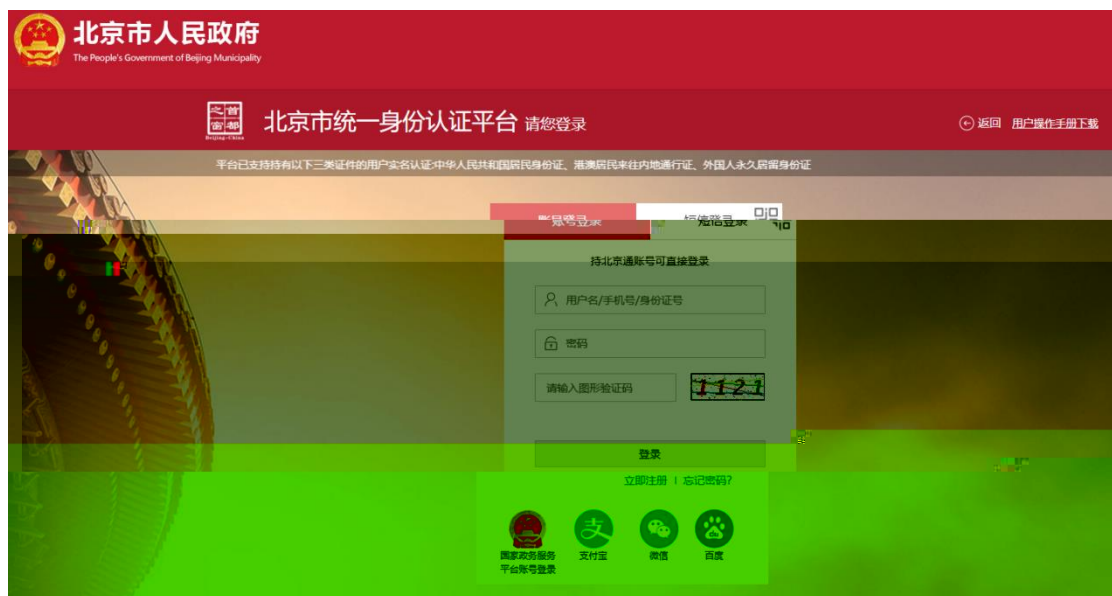 北京市人民政府
The People's Government of Beijing Municipality
首都之窗
Beijing-China
北京市统一身份认证平台 请您登录
返回 用户操作手册下载
平台已支持持有以下三类证件的用户实名认证:中华人民共和国居民身份证、港澳居民来往内地通行证、外国人永久居留身份证
账号登录 短信登录
持北京通账号可直接登录
用户名/手机号/身份证号
密码
请输入图形验证码 1121
登录
立即注册 | 忘记密码?
国家政务服务
平台账号登录
支付宝
微信
百度